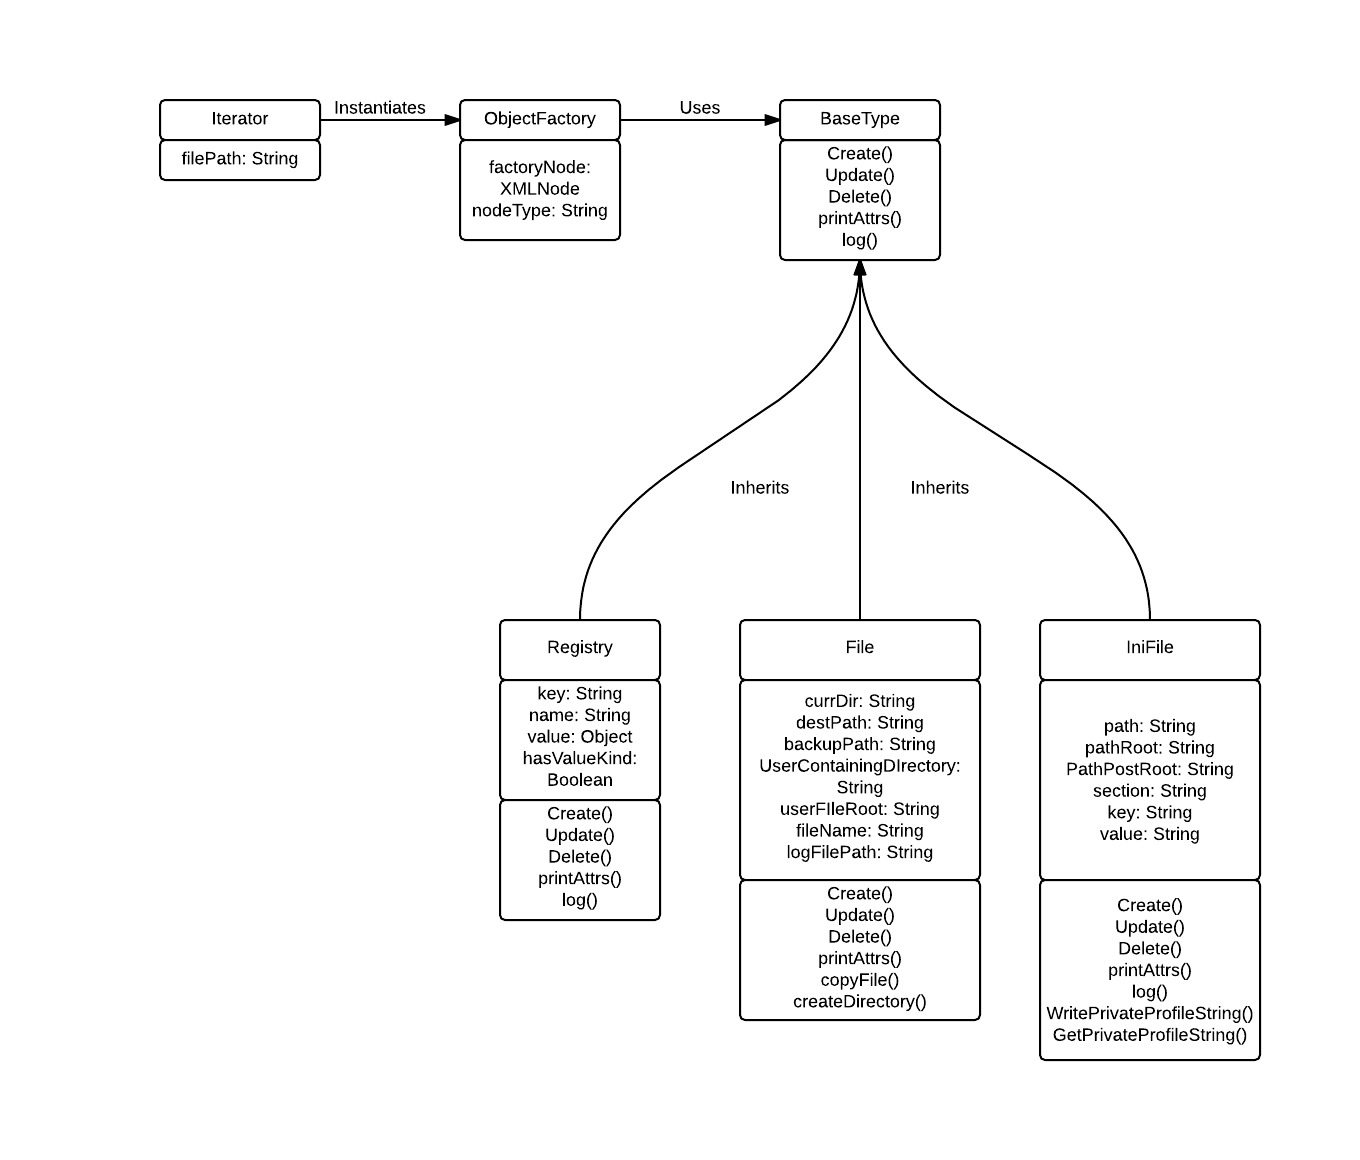 Iterator
Instantiates
ObjectFactory
Uses
BaseType
filePath: String
factoryNode:
XMLNode
nodeType: String
Create()
Update()
Delete()
printAttrs()
log()
Inherits
Inherits
Registry
key: String
name: String
value: Object
hasValueKind:
Boolean
Create()
Update()
Delete()
printAttrs()
log()
File
currDir: String
destPath: String
backupPath: String
UserContainingDIrectory:
String
userFIleRoot: String
fileName: String
logFilePath: String
Create()
Update()
Delete()
printAttrs()
copyFile()
createDirectory()
IniFile
path: String
pathRoot: String
PathPostRoot: String
section: String
key: String
value: String
Create()
Update()
Delete()
printAttrs()
log()
WritePrivateProfileString()
GetPrivateProfileString()